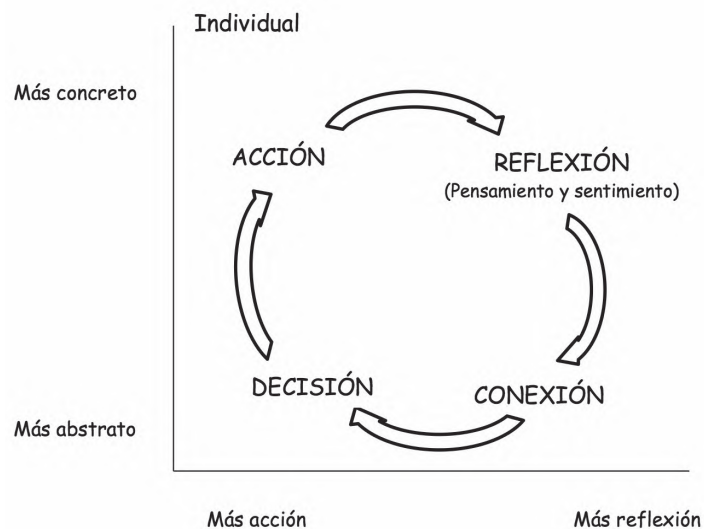 Individual
Más concreto
ACCIÓN
REFLEXIÓN
(Pensamiento y sentimiento)
DECISIÓN
CONEXIÓN
Más abstrato
Más acción
Más reflexión